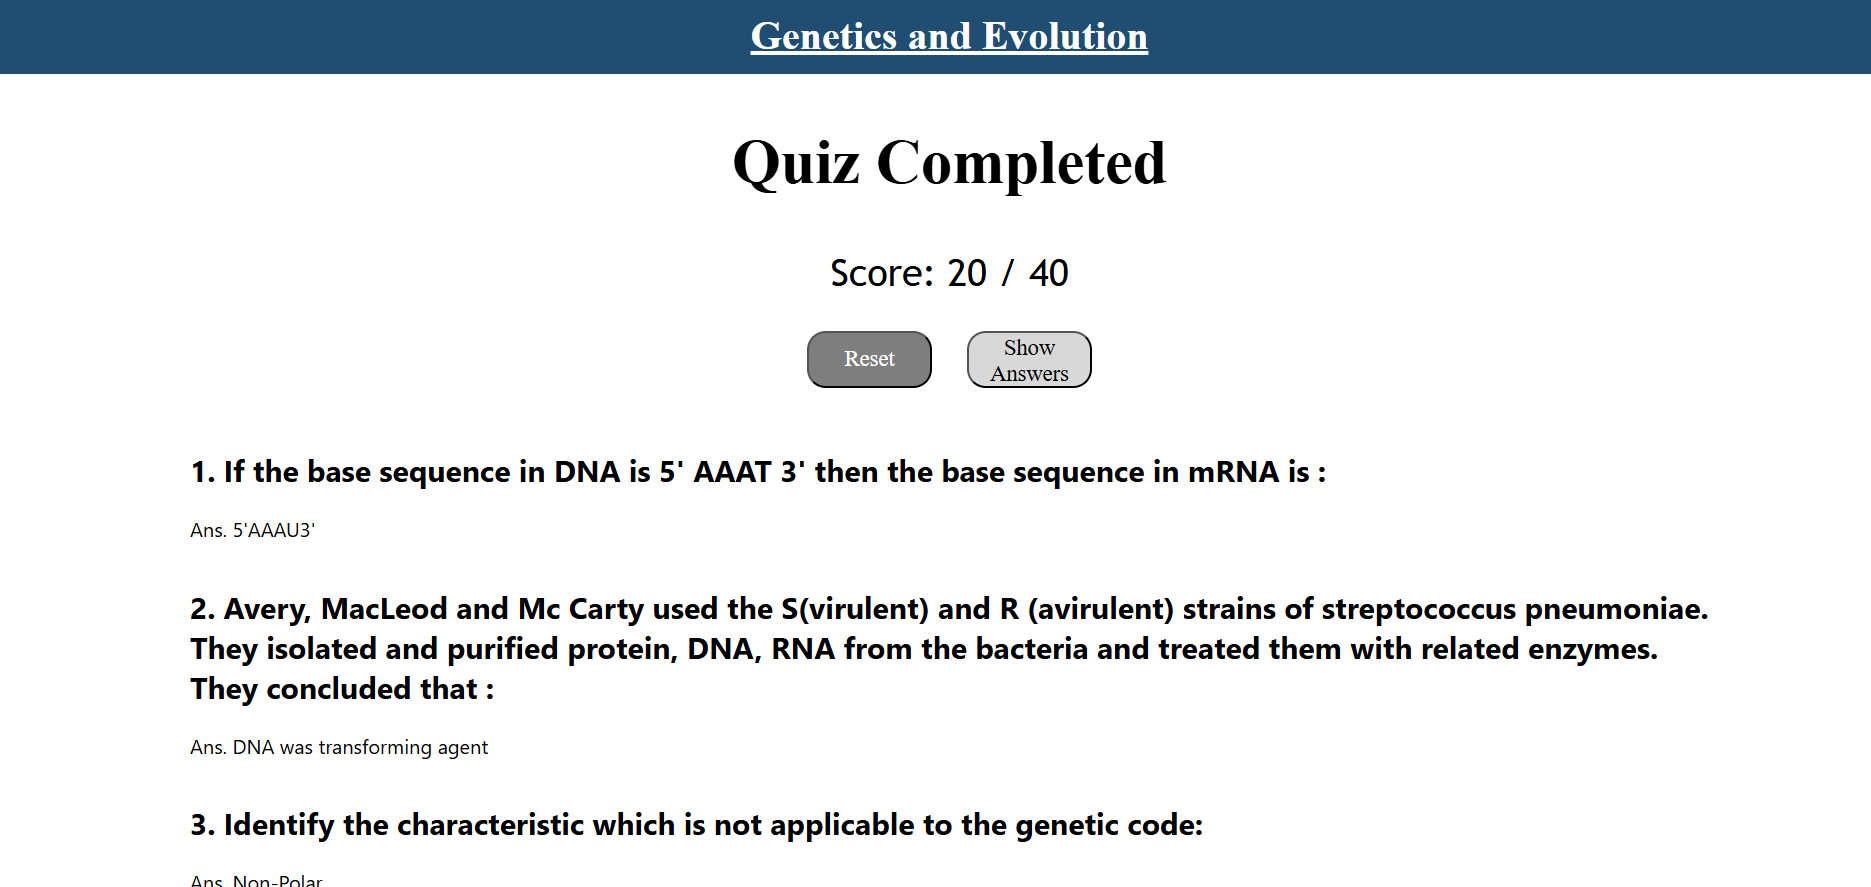 Genetics and Evolution
Quiz Completed
Score: 20 / 40
Reset
Show
Answers
1. If the base sequence in DNA is 5' AAAT 3' then the base sequence in mRNA is :
Ans. 5'AAAU3'
2. Avery, MacLeod and Mc Carty used the S(virulent) and R (avirulent) strains of streptococcus pneumoniae.
They isolated and purified protein, DNA, RNA from the bacteria and treated them with related enzymes.
They concluded that :
Ans. DNA was transforming agent
3. Identify the characteristic which is not applicable to the genetic code:
Ans. Non-Polar